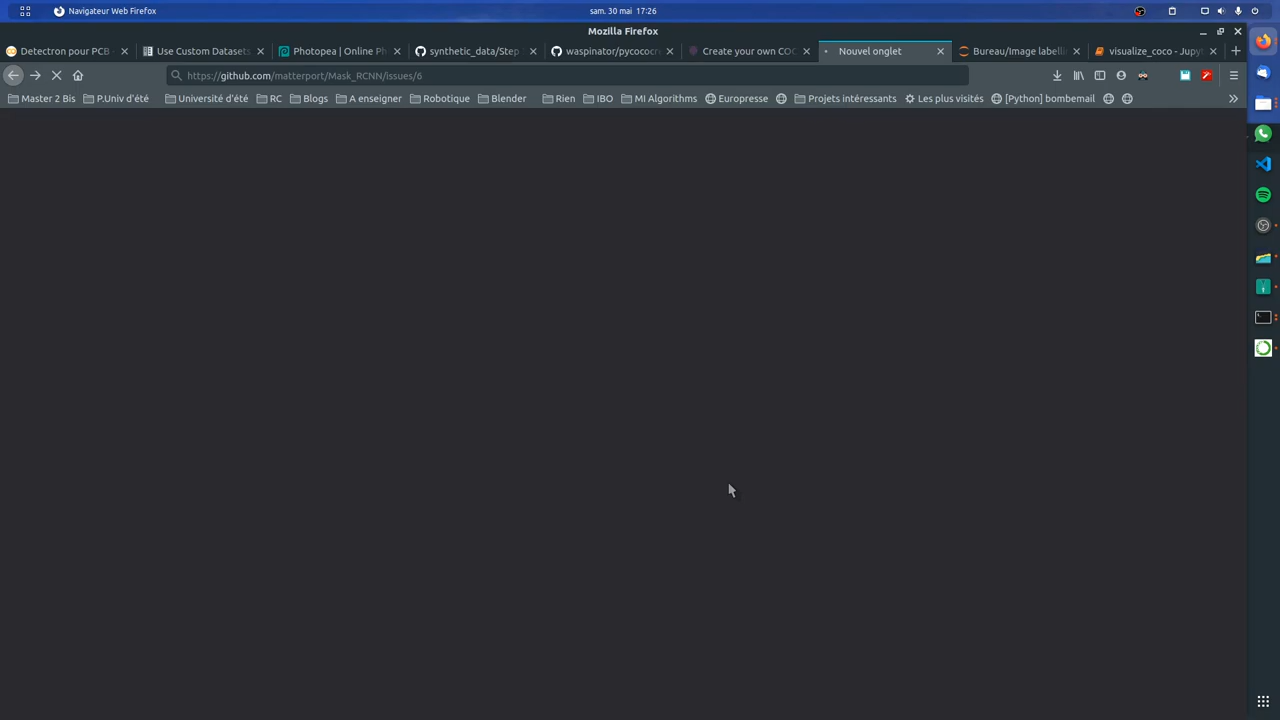 Navigateur Web Firefox
sam. 30 mai 17:26
Mozilla Firefox
Detectron pour PCB -
Use Custom Datasets
Photopea | Online Ph
synthetic_data/Step
waspinator/pycococre
Create your own COC
Nouvel onglet
Bureau/Image labelli
visualize_coco - Jupyt
https://github.com/matterport/Mask_RCNN/issues/6
Master 2 Bis
P.Univ d'été
Université d'été
RC
Blogs
A enseigner
Robotique
Blender
Rien
IBO
MI Algorithms
Europresse
Projets intéressants
Les plus visités
[Python] bombemail